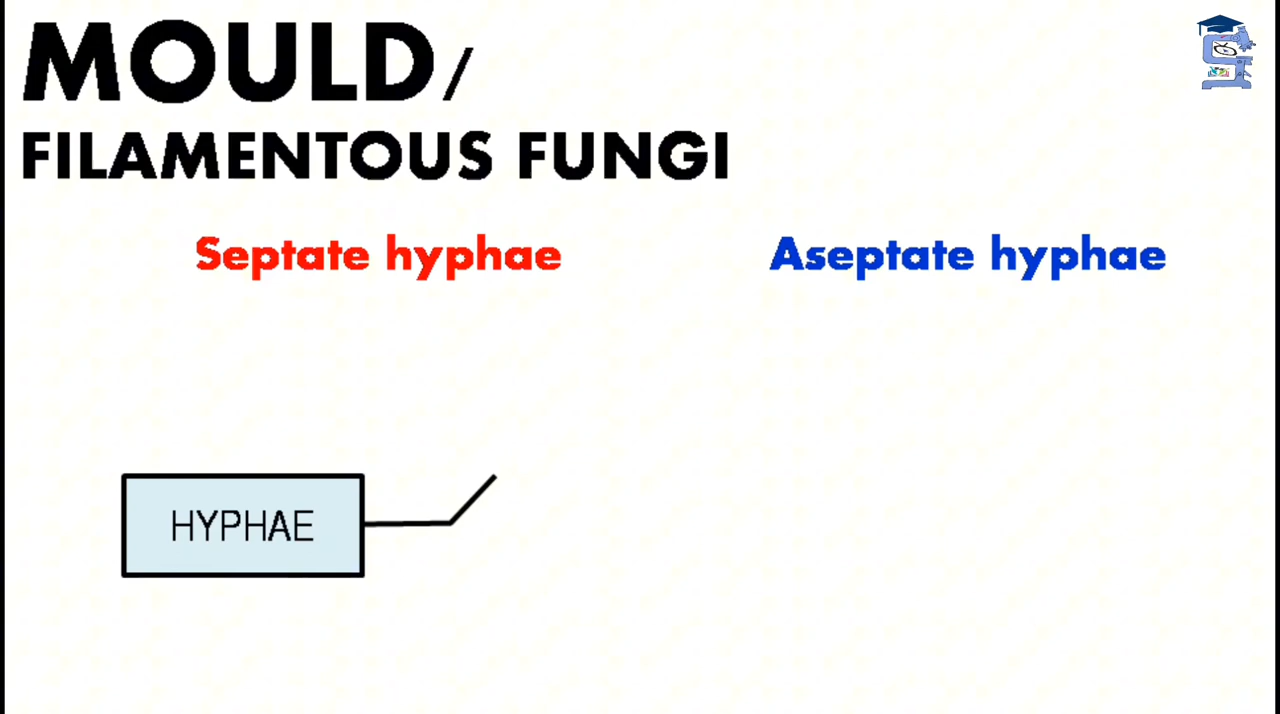 MOULD/
FILAMENTOUS FUNGI
Septate hyphae
Aseptate hyphae
HYPHAE